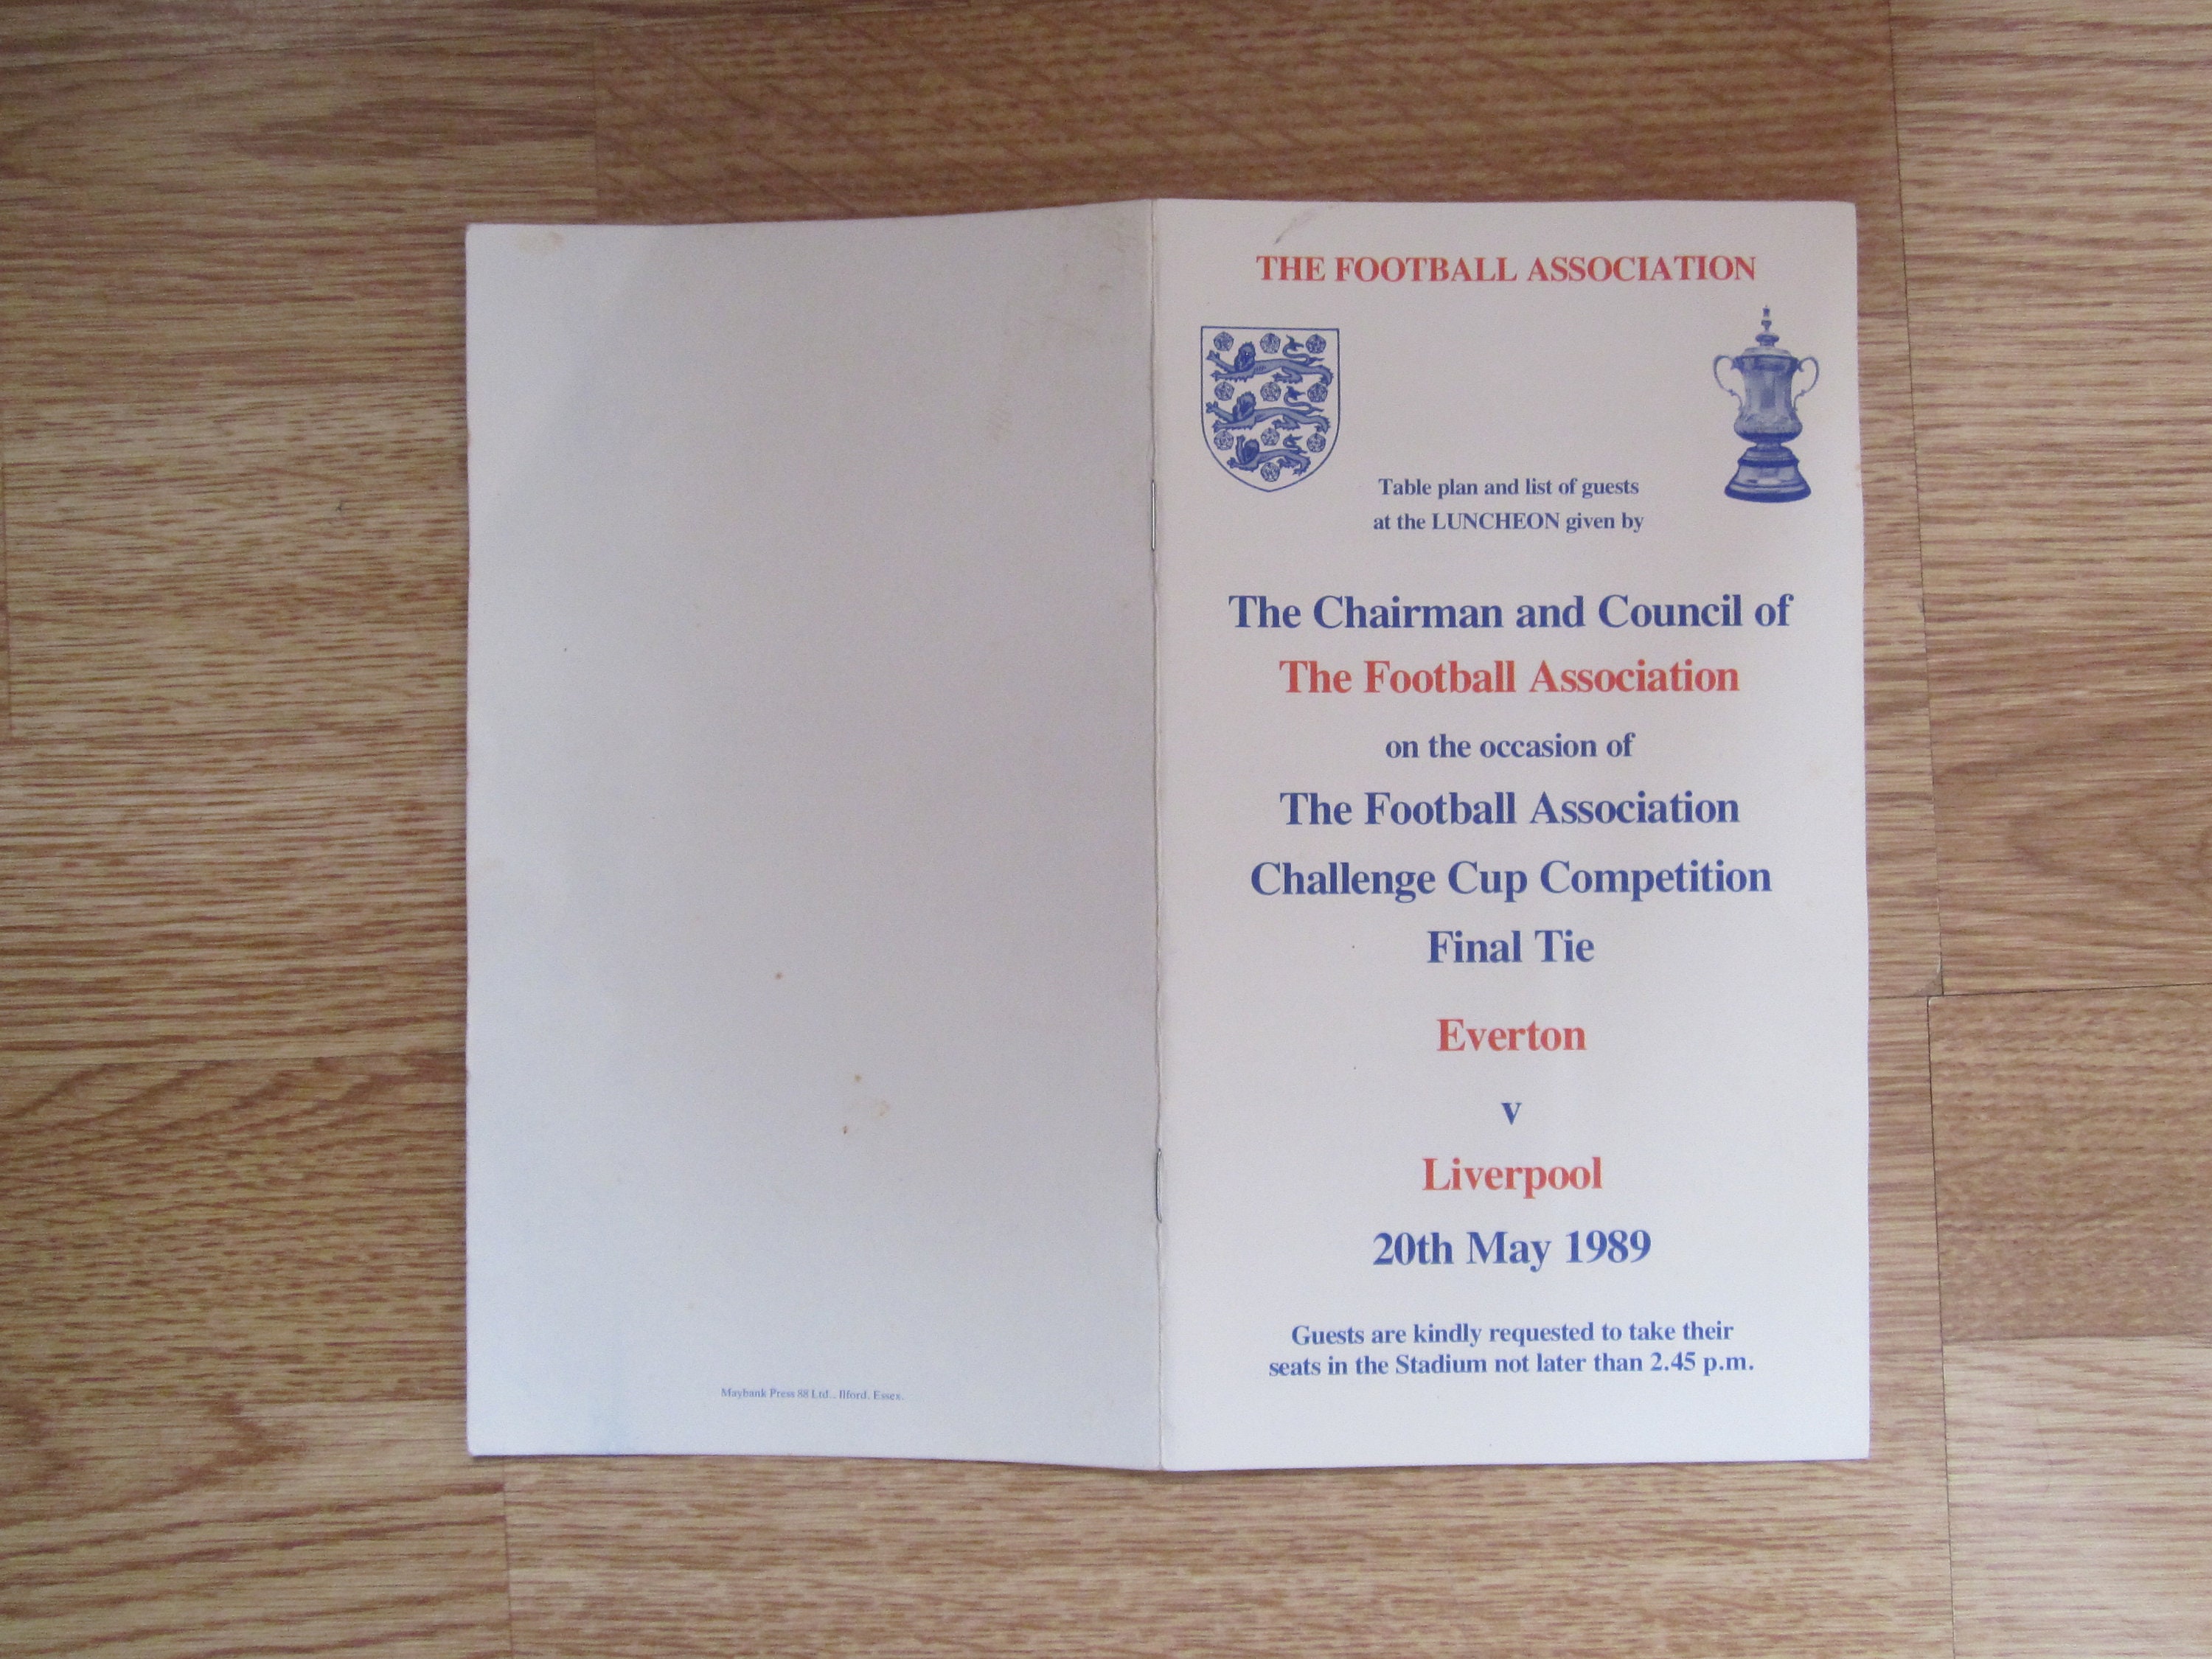 THE FOOTBALL ASSOCIATION
Table plan and list of guests
at the LUNCHEON given by
The Chairman and Council of
The Football Association
on the occasion of
The Football Association
Challenge Cup Competition
Final Tie
Everton
v
Liverpool
20th May 1989
Guests are kindly requested to take their
seats in the Stadium not later than 2.45 p.m.
Maybank Press 88 Ltd., Ilford, Essex.